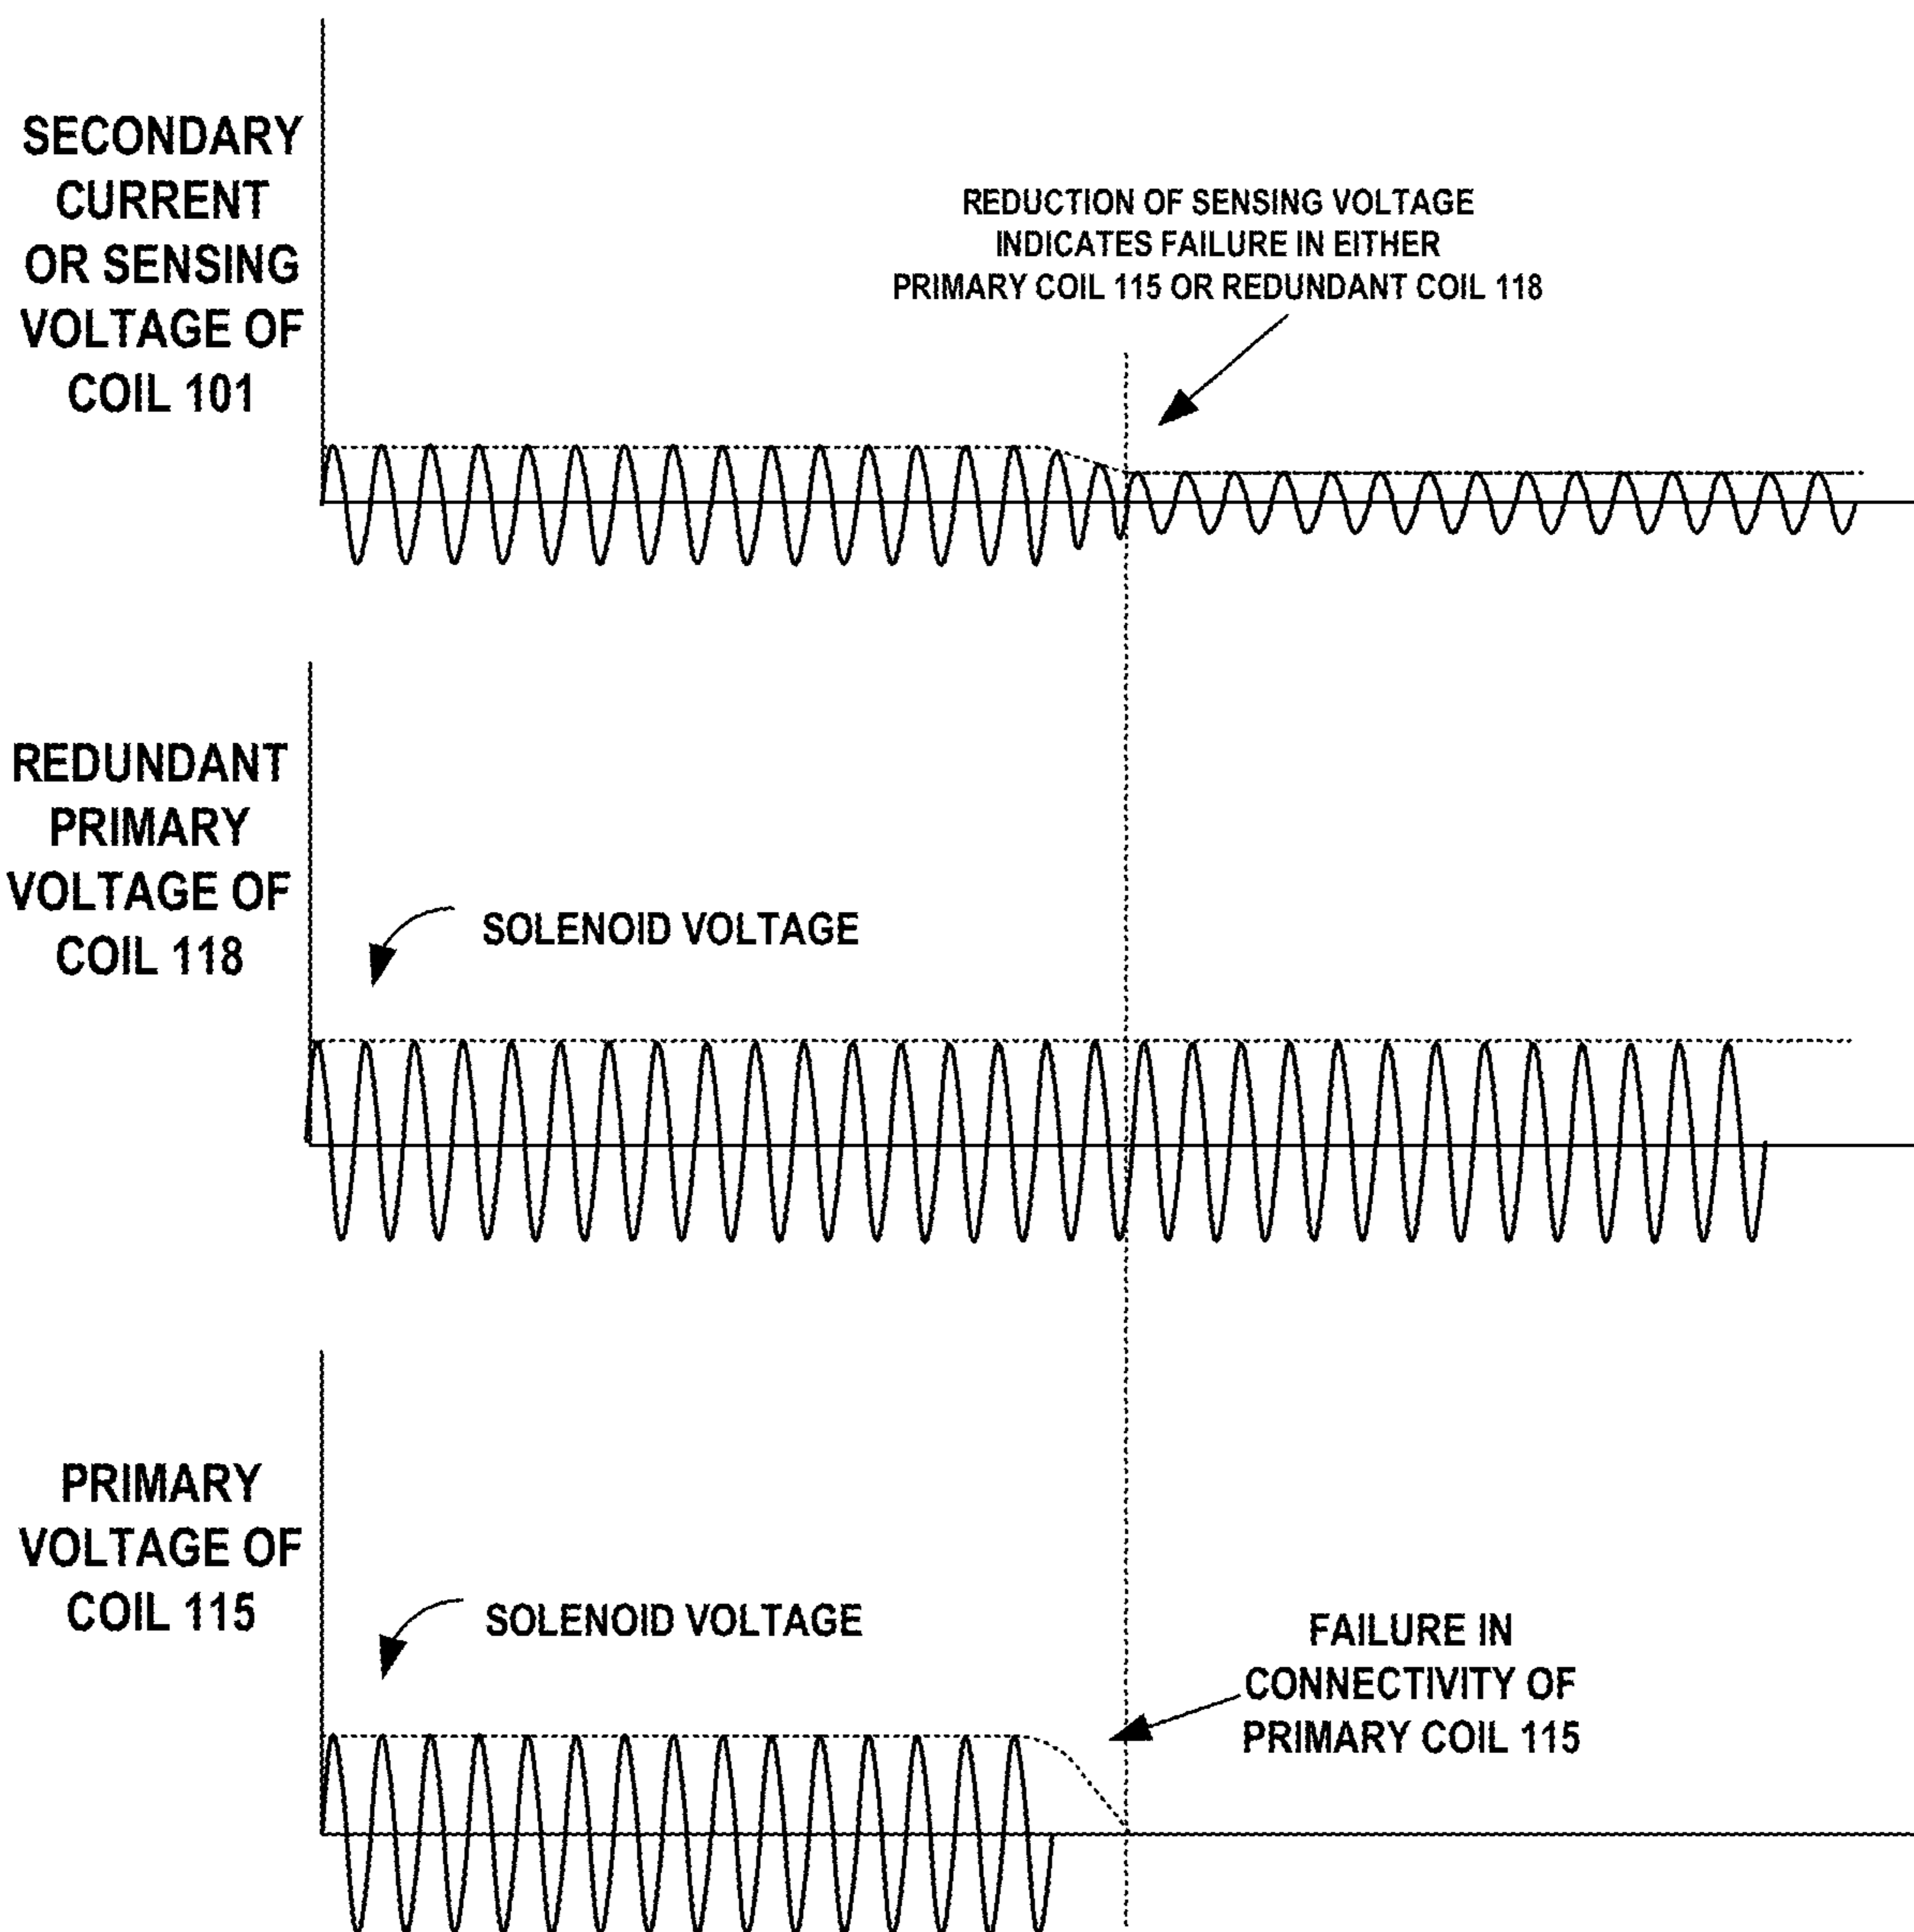 SECONDARY
CURRENT
OR SENSING
VOLTAGE OF
COIL 101
REDUCTION OF SENSING VOLTAGE
INDICATES FAILURE IN EITHER
PRIMARY COIL 115 OR REDUNDANT COIL 118
REDUNDANT
PRIMARY
VOLTAGE OF
COIL 118
SOLENOID VOLTAGE
PRIMARY
VOLTAGE OF
COIL 115
SOLENOID VOLTAGE
FAILURE IN
CONNECTIVITY OF
PRIMARY COIL 115